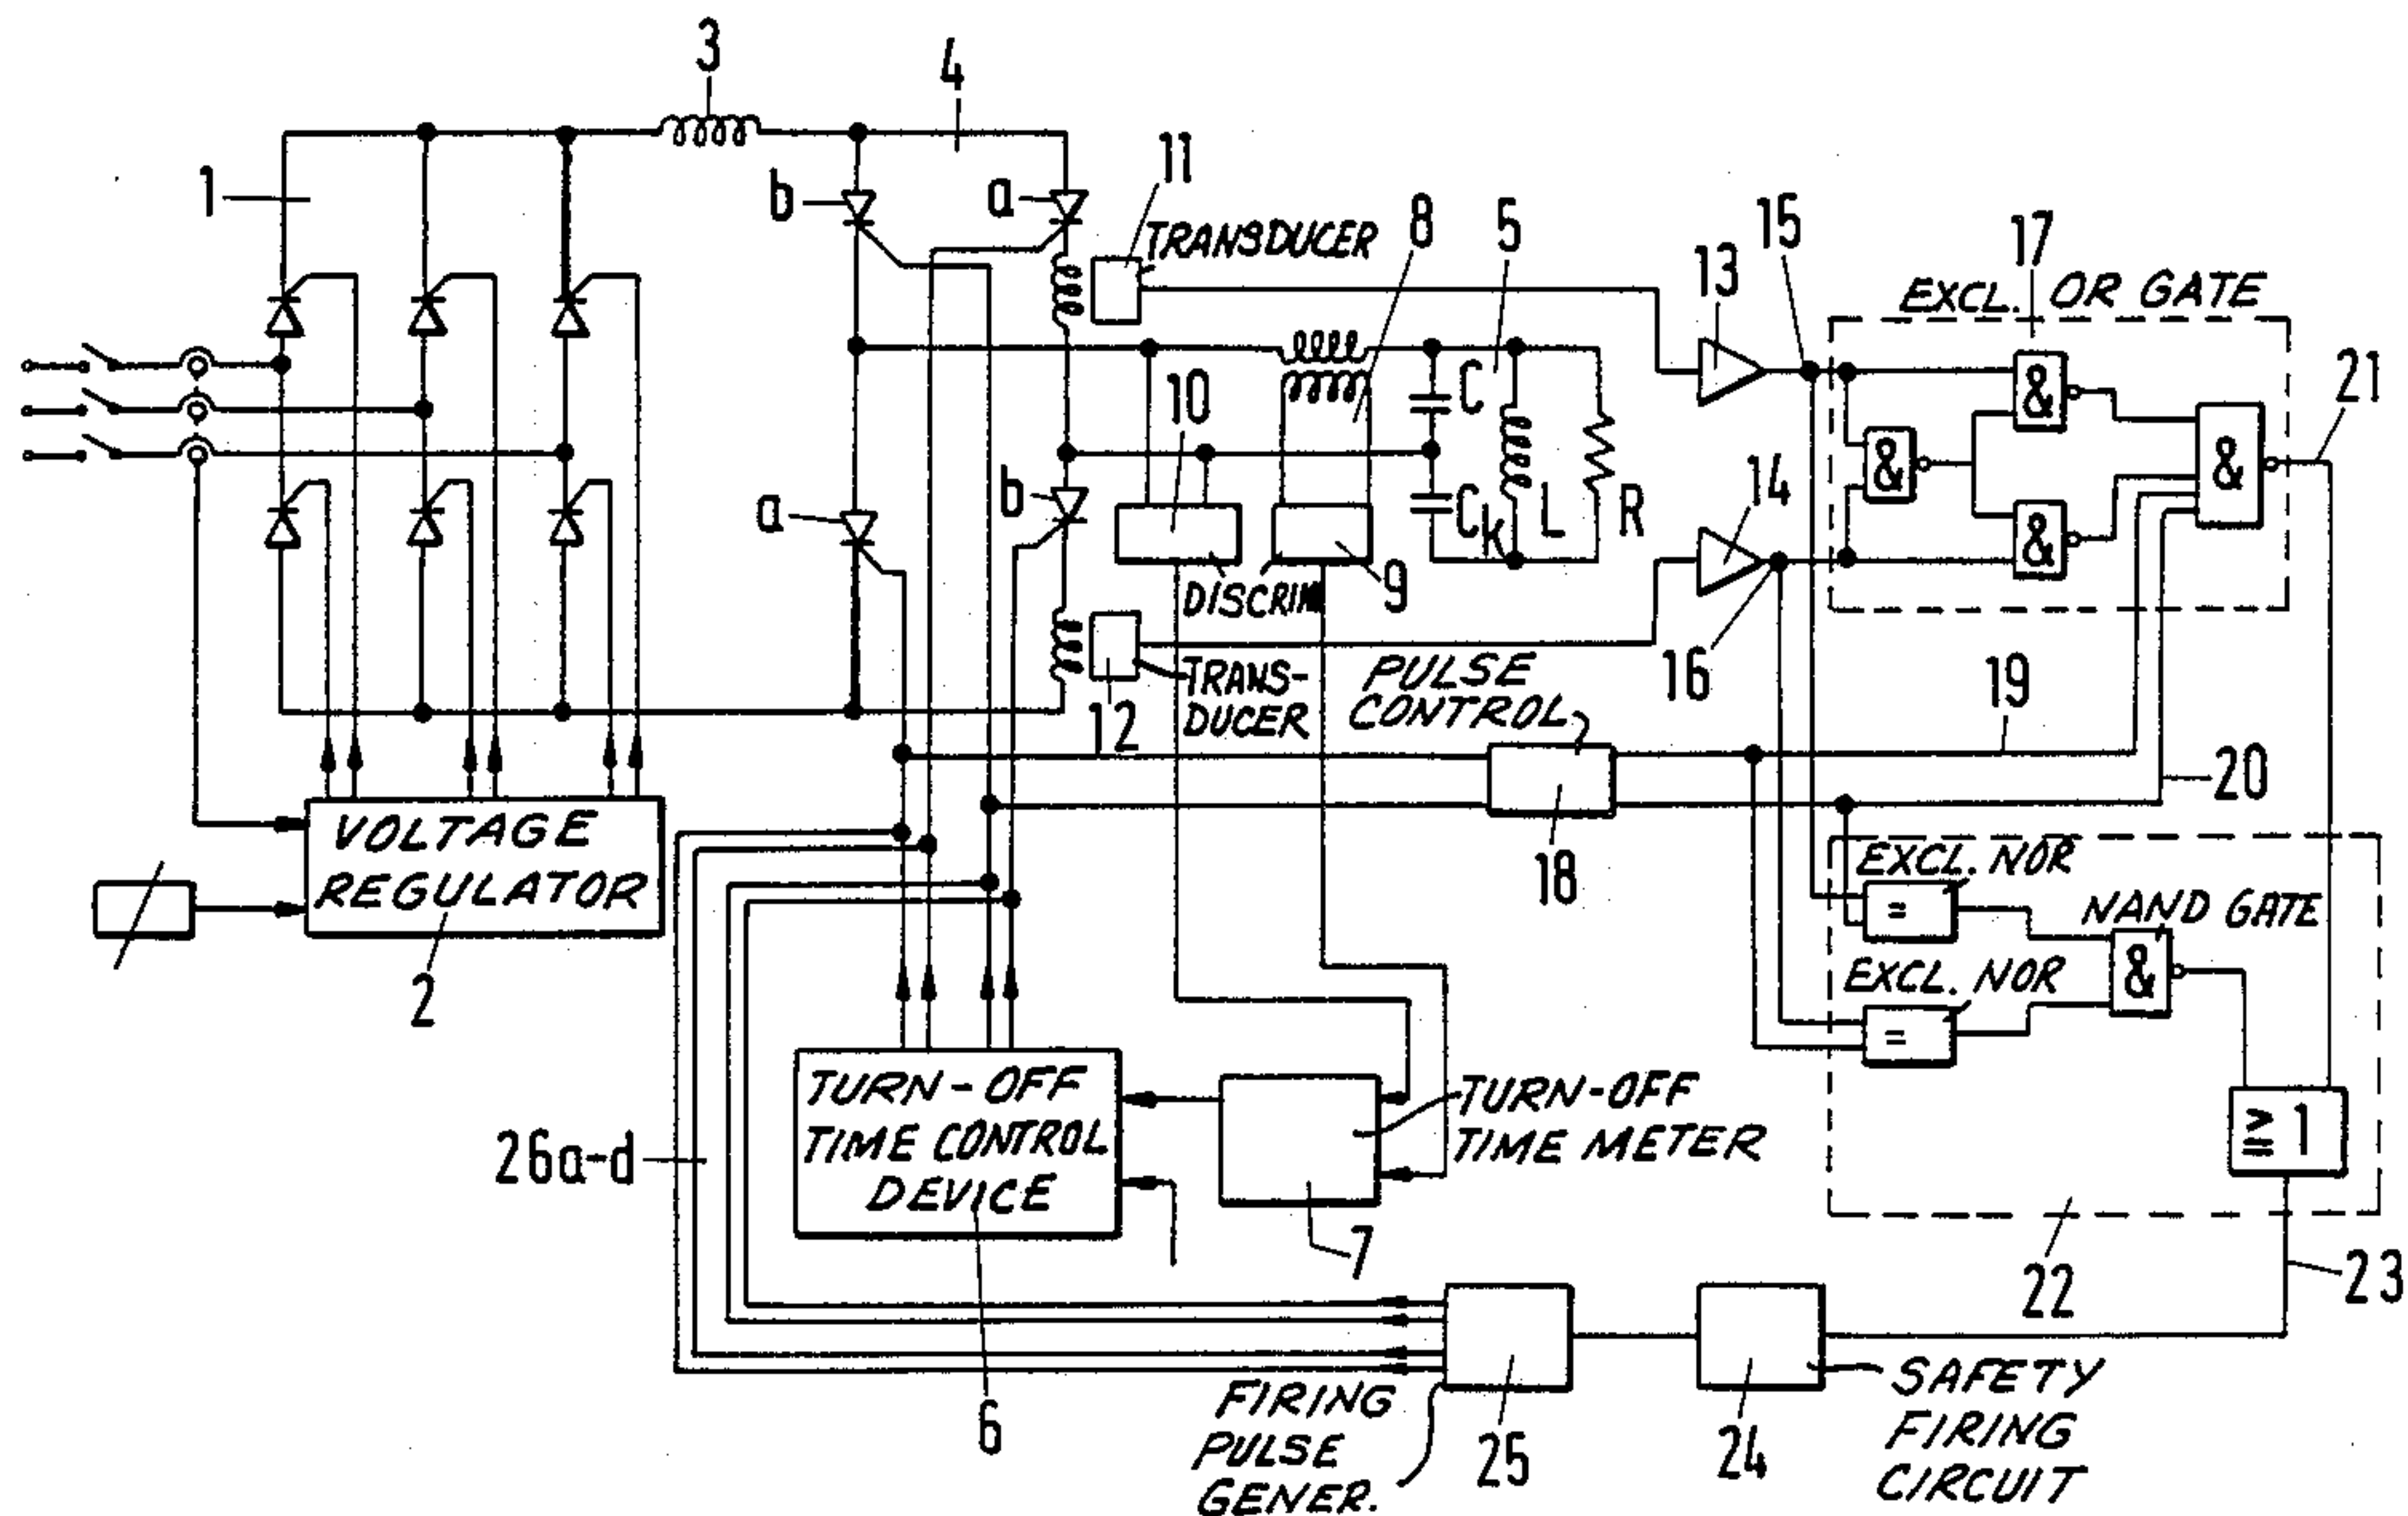 3
4
1
b
a
11
TRANSDUCER
8
5
13
15
17
EXCL. OR GATE
&
&
&
&
21
10
C
C K
L
R
14
a
b
DISCRIM
9
16
TRANS-
DUCER
12
PULSE
CONTROL
18
19
20
VOLTAGE
REGULATOR
2
EXCL. NOR
=
NAND GATE
EXCL. NOR
=
&
≥ 1
22
23
TURN-OFF
TIME CONTROL
DEVICE
6
TURN-OFF
TIME METER
7
26a-d
FIRING
PULSE
GENER.
25
24
SAFETY
FIRING
CIRCUIT